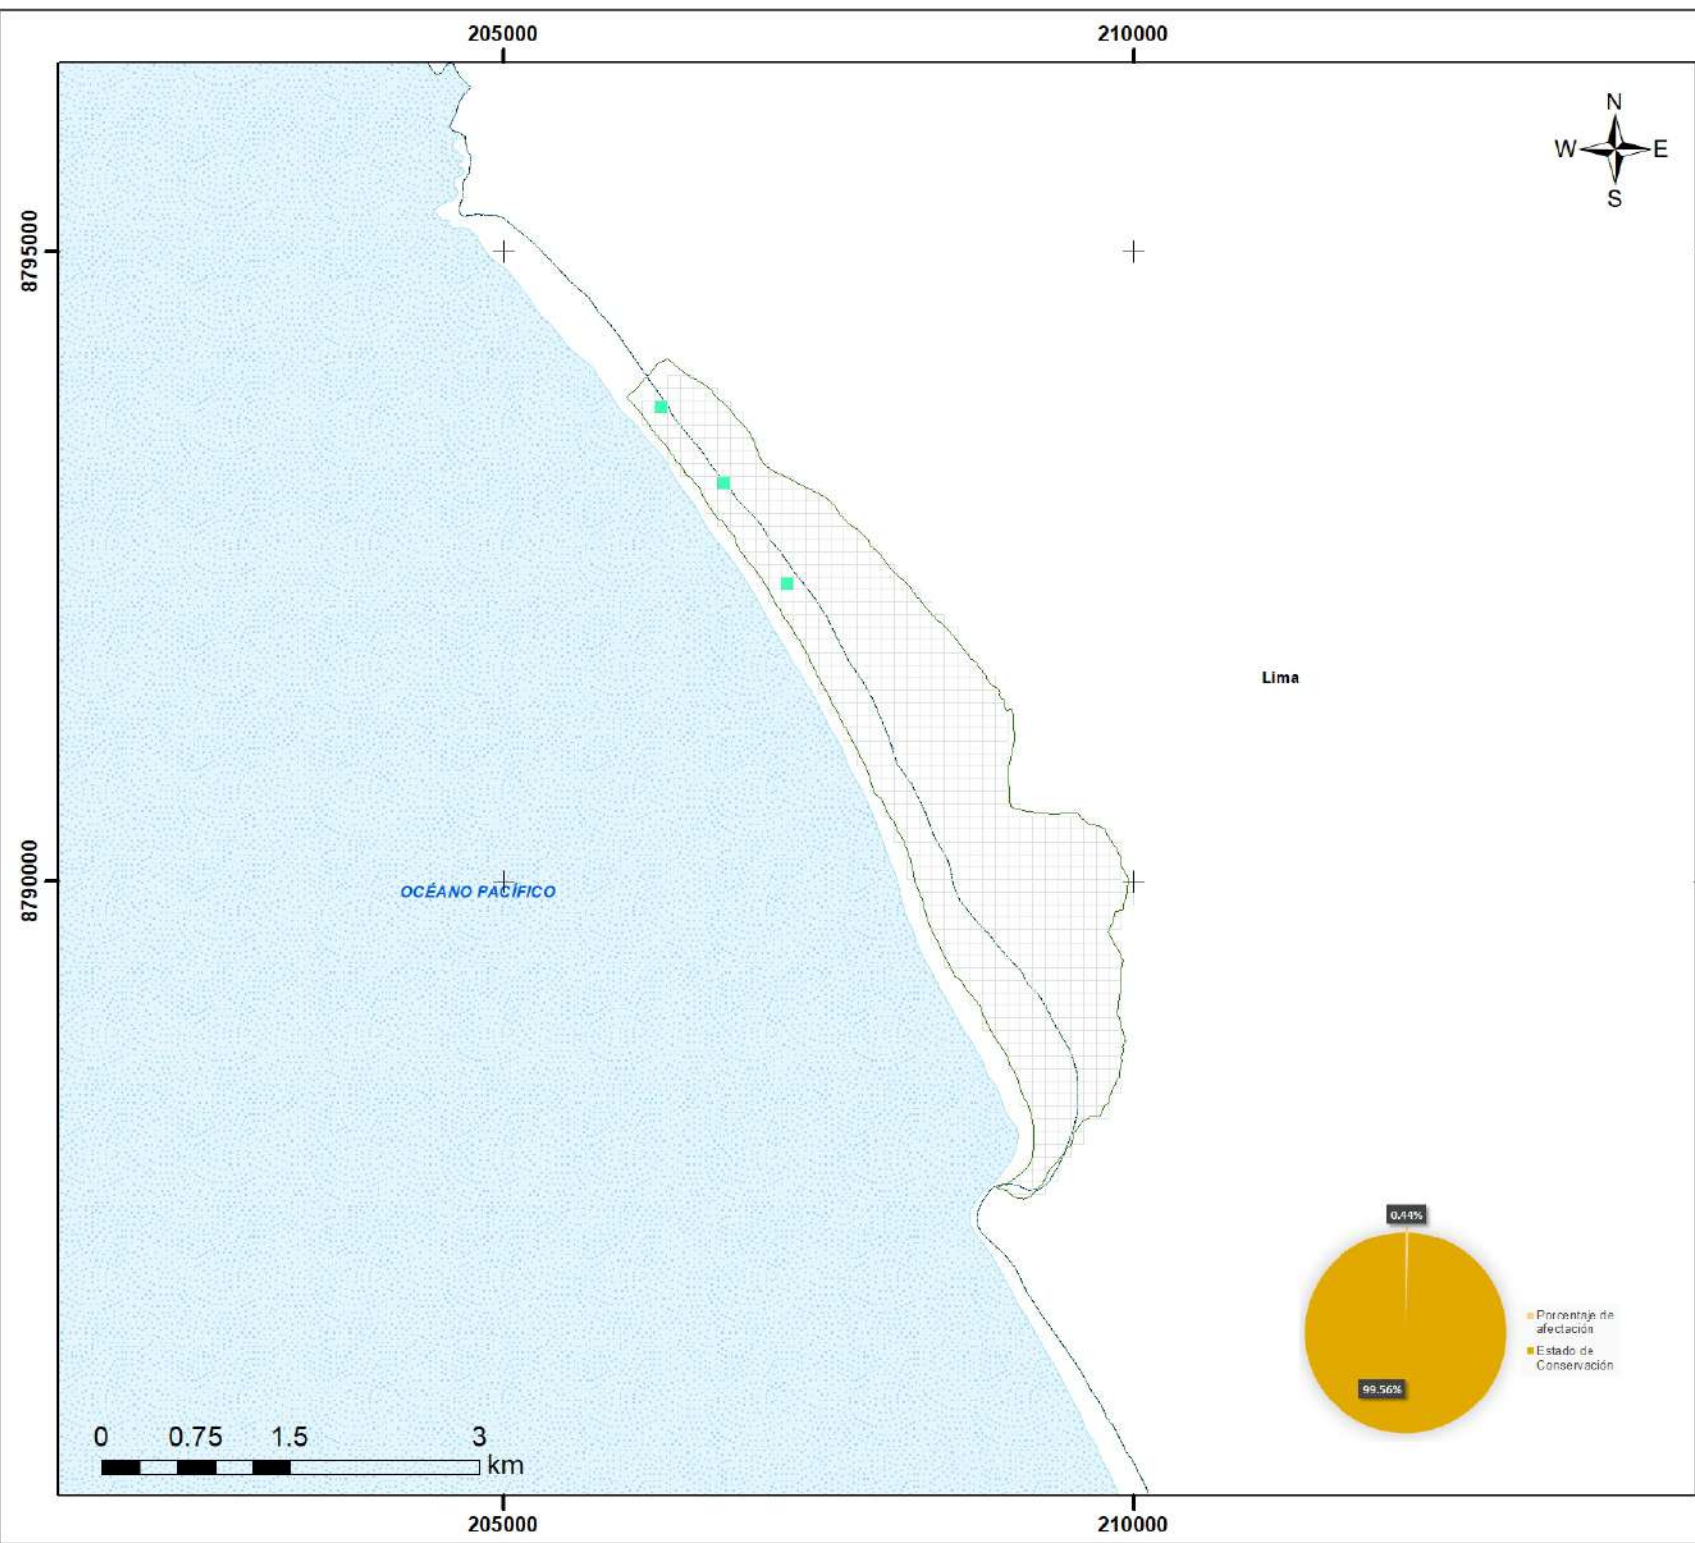 205000
210000
N
W
E
S
8795000
Lima
8790000
OCÉANO PACÍFICO
0.44%
Porcentaje de
afectación
Estado de
Conservación
99.56%
0
0.75
1.5
3
km
205000
210000